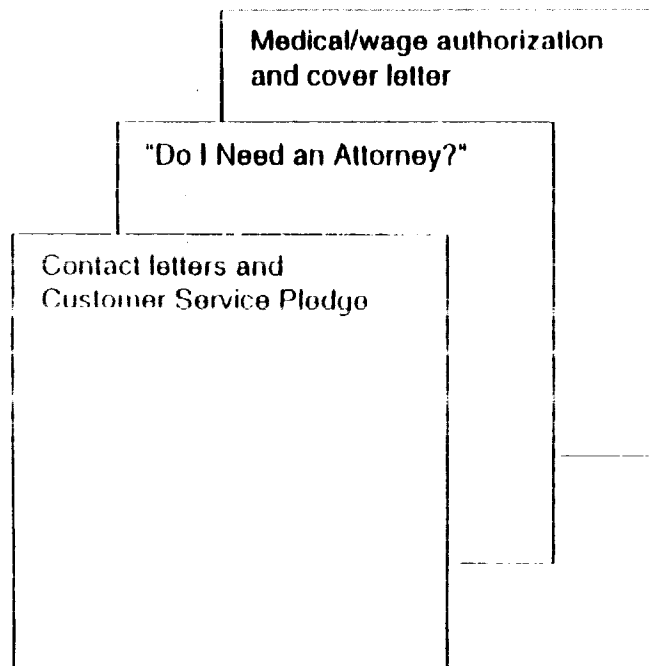 Medical/wage authorization
and cover letter
"Do I Need an Attorney?"
Contact letters and
Customer Service Pledge